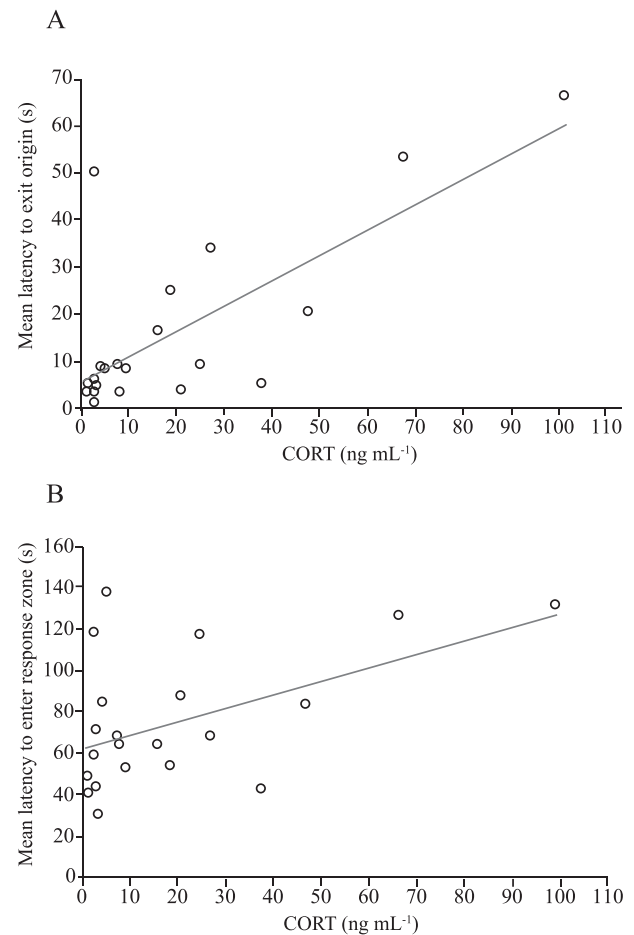 A
Mean latency to exit origin (s)
70
60
50
40
30
20
10
0
0 10 20 30 40 50 60 70 80 90 100 110
CORT (ng mL⁻¹)
B
Mean latency to enter response zone (s)
160
140
120
100
80
60
40
20
0
0 10 20 30 40 50 60 70 80 90 100 110
CORT (ng mL⁻¹)